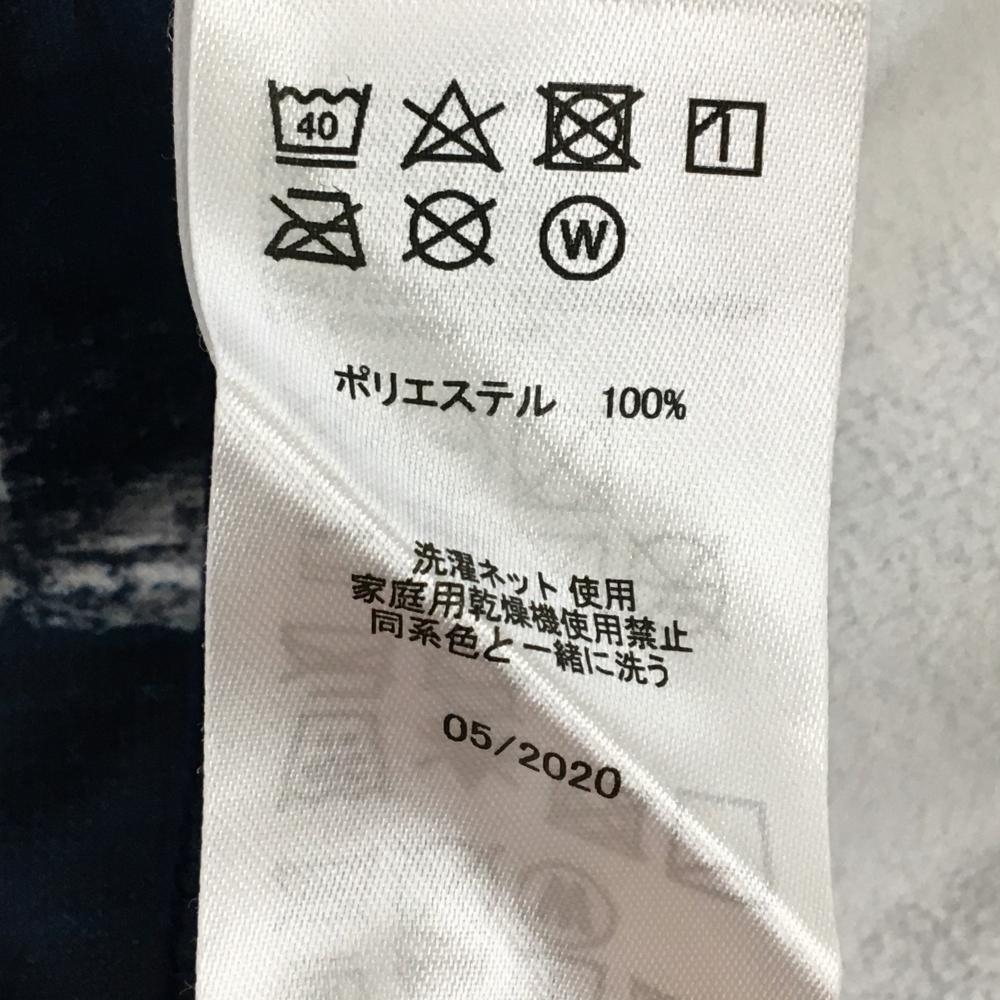 40
W
ポリエステル 100%
洗濯ネット 使用
家庭用乾燥機使用禁止
同系色と一緒に洗う
05/2020